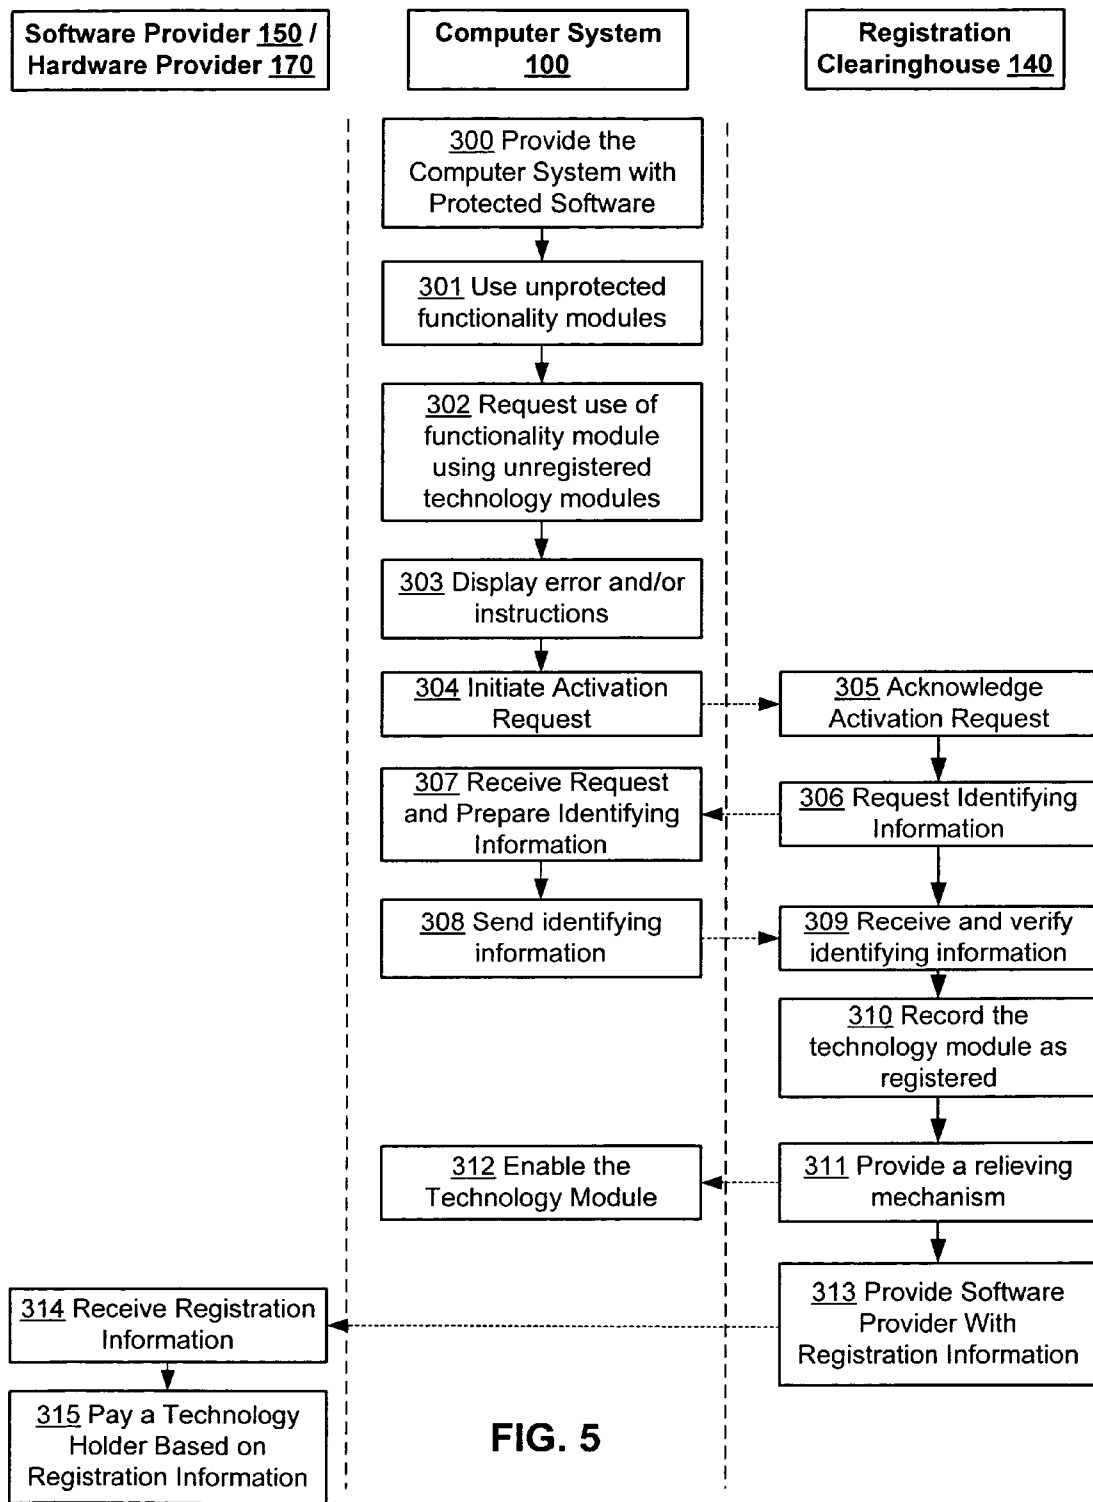 Software Provider 150 /
Hardware Provider 170
Computer System
100
Registration
Clearinghouse 140
300 Provide the
Computer System with
Protected Software
301 Use unprotected
functionality modules
302 Request use of
functionality module
using unregistered
technology modules
303 Display error and/or
instructions
304 Initiate Activation
Request
305 Acknowledge
Activation Request
307 Receive Request
and Prepare Identifying
Information
306 Request Identifying
Information
308 Send identifying
information
309 Receive and verify
identifying information
310 Record the
technology module as
registered
312 Enable the
Technology Module
311 Provide a relieving
mechanism
314 Receive Registration
Information
313 Provide Software
Provider With
Registration Information
315 Pay a Technology
Holder Based on
Registration Information
FIG. 5